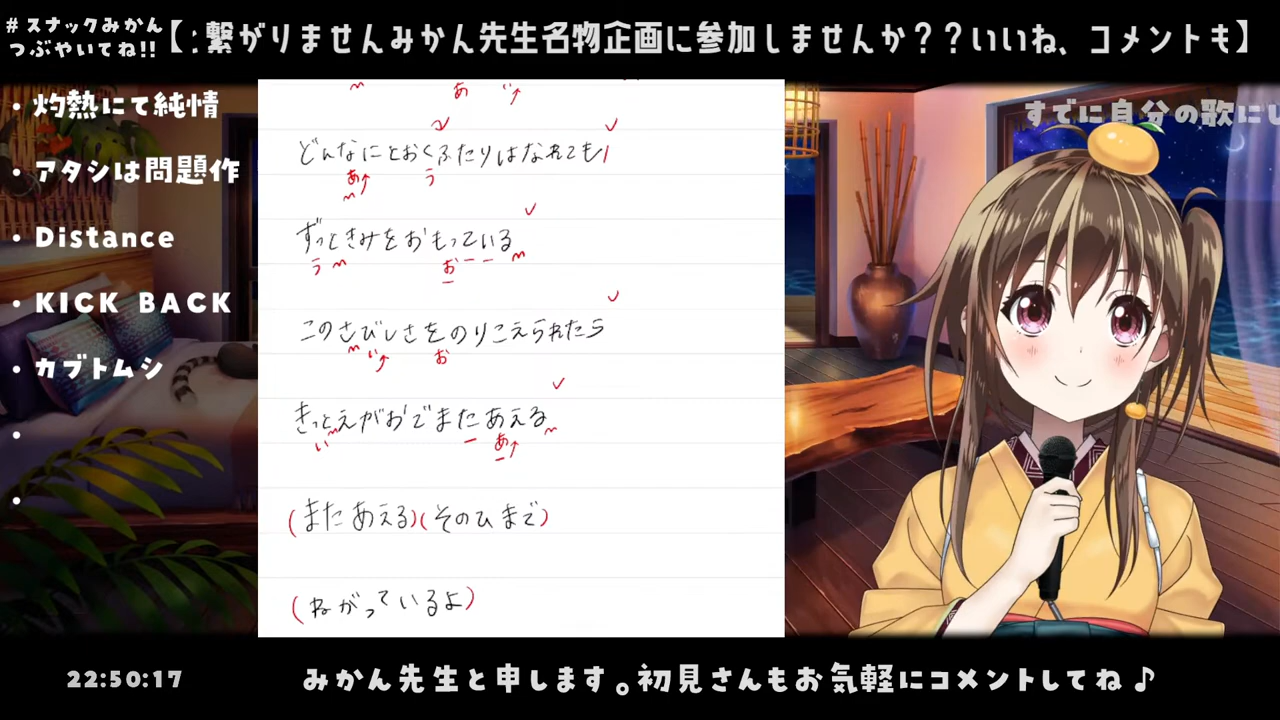 #スナックみかん
つぶやいてね!!
【:繋がりませんみかん先生名物企画に参加しませんか??いいね、コメントも】
・灼熱にて純情
・アタシは問題作
・Distance
・KICK BACK
・カブトムシ
・
・
すでに自分の歌にし
どんなにとおくふたりはなれても
ずっときみをおもっている
このさびしさをのりこえられたら
きっとえがおでまたあえる
(またあえる)(そのひまで)
(ねがっているよ)
22:50:17
みかん先生と申します。初見さんもお気軽にコメントしてね♪